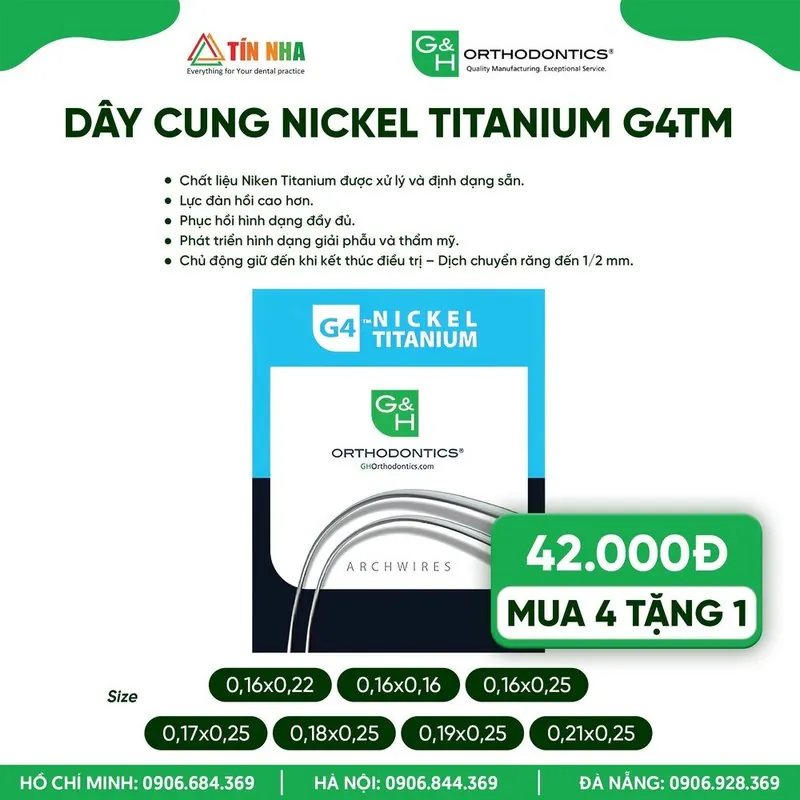 TÍN NHA
Everything for Your dental practice
G&H ORTHODONTICS®
Quality Manufacturing. Exceptional Service.
DÂY CUNG NICKEL TITANIUM G4TM
• Chất liệu Niken Titanium được xử lý và định dạng sẵn.
• Lực đàn hồi cao hơn.
• Phục hồi hình dạng đầy đủ.
• Phát triển hình dạng giải phẫu và thẩm mỹ.
• Chủ động giữ đến khi kết thúc điều trị – Dịch chuyển răng đến 1/2 mm.
G4™ NICKEL
TITANIUM
G&H
ORTHODONTICS®
GHOrthodontics.com
ARCHWIRES
42.000Đ
MUA 4 TẶNG 1
Size
0,16x0,22 0,16x0,16 0,16x0,25
0,17x0,25 0,18x0,25 0,19x0,25 0,21x0,25
HỒ CHÍ MINH: 0906.684.369 | HÀ NỘI: 0906.844.369 | ĐÀ NẴNG: 0906.928.369